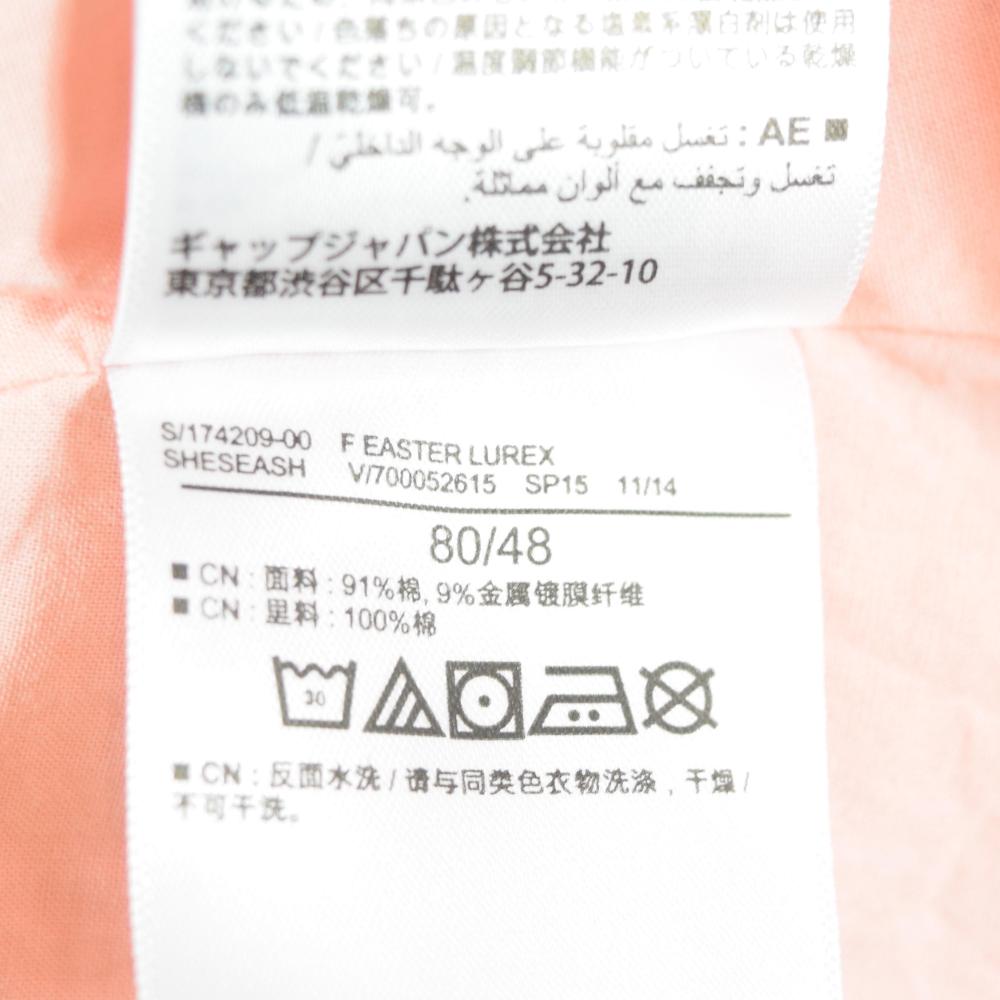 ください / 色落ちの原因となる塩素系漂白剤は使用
しないでください / 温度調節機能がついている乾燥
機のみ低温乾燥可.
AE : تغسل مقلوبة على الوجه الداخلي /
تغسل وتجفف مع ألوان مماثلة.
ギャップジャパン株式会社
東京都渋谷区千駄ヶ谷5-32-10
S/174209-00 F EASTER LUREX
SHESEASH V/700052615 SP15 11/14
80/48
■ CN : 面料 : 91%棉, 9%金属镀膜纤维
■ CN : 里料 : 100%棉
30
■ CN : 反面水洗 / 请与同类色衣物洗涤 , 干燥 /
不可干洗。